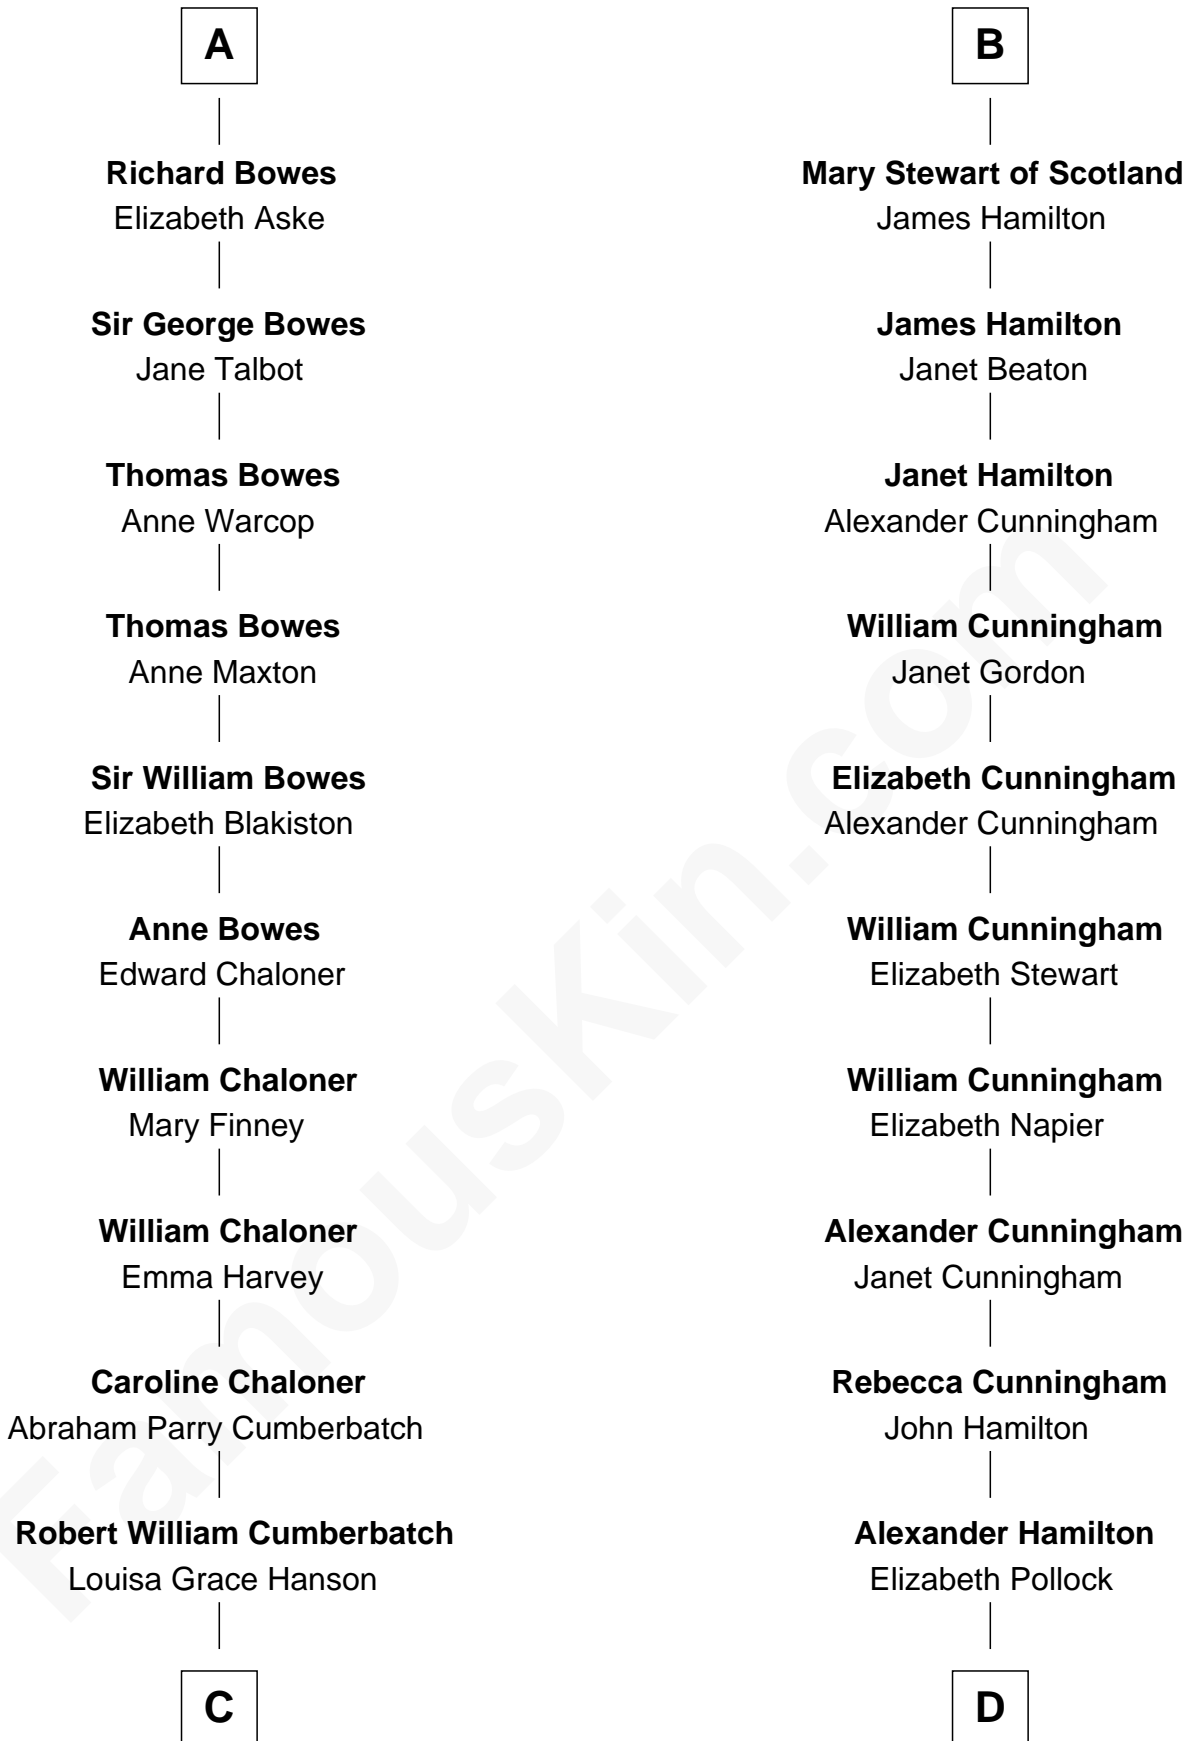 A
Richard Bowes
Elizabeth Aske
Sir George Bowes
Jane Talbot
Thomas Bowes
Anne Warcop
Thomas Bowes
Anne Maxton
Sir William Bowes
Elizabeth Blakiston
Anne Bowes
Edward Chaloner
William Chaloner
Mary Finney
William Chaloner
Emma Harvey
Caroline Chaloner
Abraham Parry Cumberbatch
Robert William Cumberbatch
Louisa Grace Hanson
C
B
Mary Stewart of Scotland
James Hamilton
James Hamilton
Janet Beaton
Janet Hamilton
Alexander Cunningham
William Cunningham
Janet Gordon
Elizabeth Cunningham
Alexander Cunningham
William Cunningham
Elizabeth Stewart
William Cunningham
Elizabeth Napier
Alexander Cunningham
Janet Cunningham
Rebecca Cunningham
John Hamilton
Alexander Hamilton
Elizabeth Pollock
D
FamousKin.com